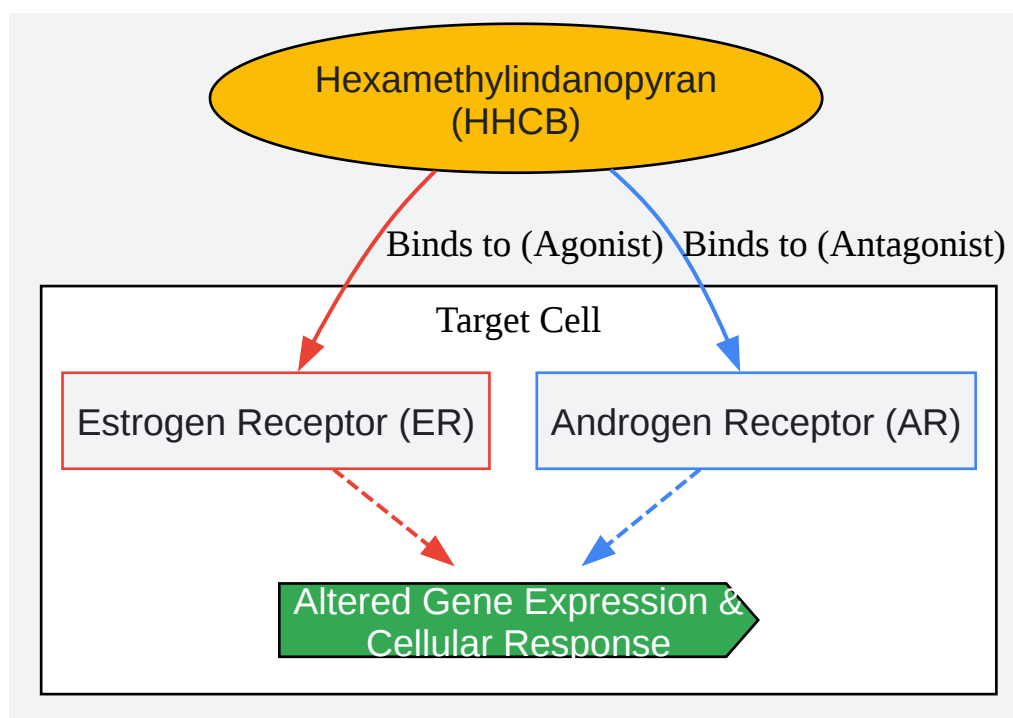 Hexamethylindanopyran
(HHCB)
Binds to (Agonist)
Binds to (Antagonist)
Target Cell
Estrogen Receptor (ER)
Androgen Receptor (AR)
Altered Gene Expression &
Cellular Response